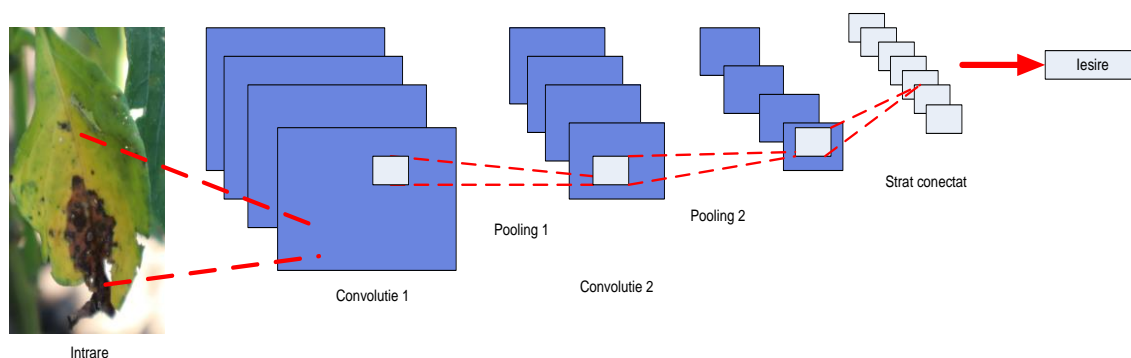 Iesire
Strat conectat
Pooling 1
Pooling 2
Convolutie 1
Convolutie 2
Intrare